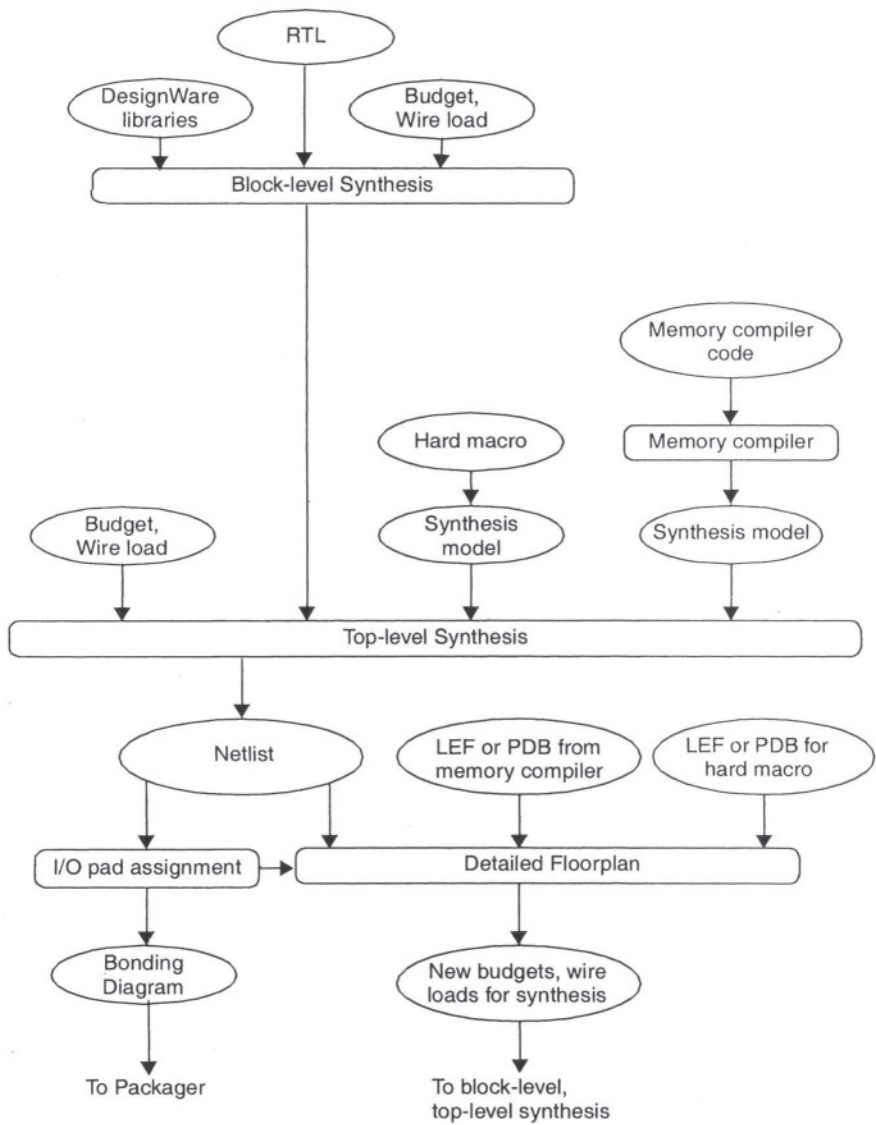 RTL
DesignWare
libraries
Budget,
Wire load
Block-level Synthesis
Memory compiler
code
Hard macro
Memory compiler
Budget,
Wire load
Synthesis
model
Synthesis model
Top-level Synthesis
Netlist
LEF or PDB from
memory compiler
LEF or PDB for
hard macro
I/O pad assignment
Detailed Floorplan
Bonding
Diagram
New budgets, wire
loads for synthesis
To Packager
To block-level,
top-level synthesis